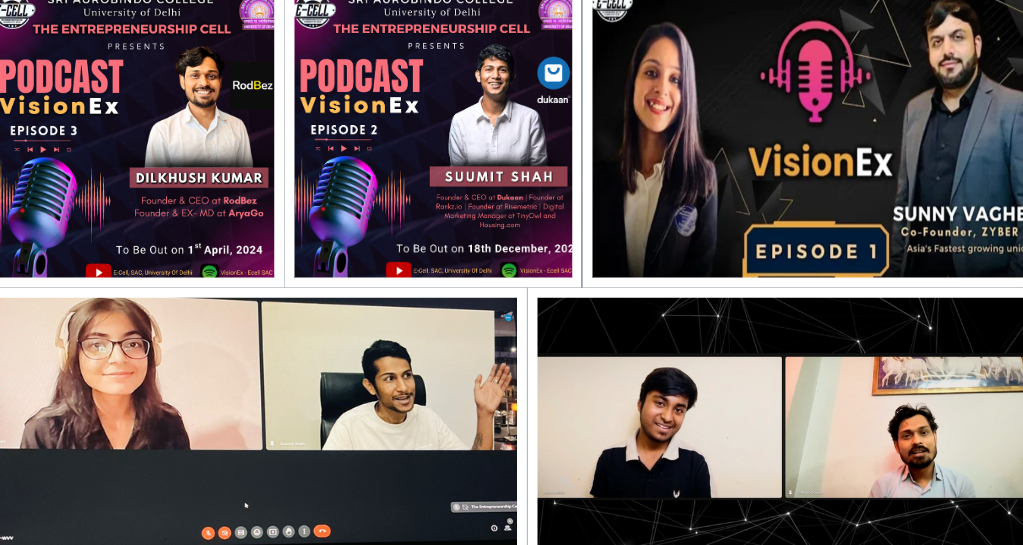 E-CELL
SRI AUROBINDO COLLEGE
University of Delhi
THE ENTREPRENEURSHIP CELL
PRESENTS
PODCAST
VisionEx
RodBez
EPISODE 3
DILKHUSH KUMAR
Founder & CEO at RodBez
Founder & EX-MD at AryaGo
To Be Out on 1st April, 2024
E-Cell, SAC, University Of Delhi
VisionEx - Ecell SAC
E-CELL
SRI AUROBINDO COLLEGE
University of Delhi
THE ENTREPRENEURSHIP CELL
PRESENTS
PODCAST
VisionEx
dukaan
EPISODE 2
SUUMIT SHAH
Founder & CEO at Dukaan | Founder at
Rankz.io | Founder at Risemetric | Digital
Marketing Manager at TinyOwl and
Housing.com
To Be Out on 18th December, 202
E-Cell, SAC, University Of Delhi
VisionEx - Ecell SAC
E-CELL
VisionEx
SUNNY VAGHE
Co-Founder, ZYBER
Asia's Fastest growing unic
EPISODE 1
The Entrepreneurship Ce